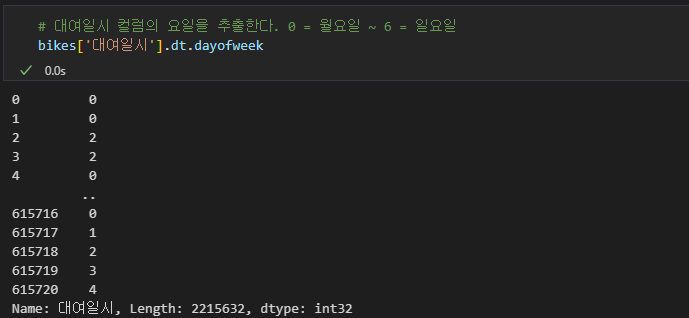 # 대여일시 컬럼의 요일을 추출한다. 0 = 월요일 ~ 6 = 일요일
bikes['대여일시'].dt.dayofweek
✓ 0.0s
0 0
1 0
2 2
3 2
4 0
..
615716 0
615717 1
615718 2
615719 3
615720 4
Name: 대여일시, Length: 2215632, dtype: int32